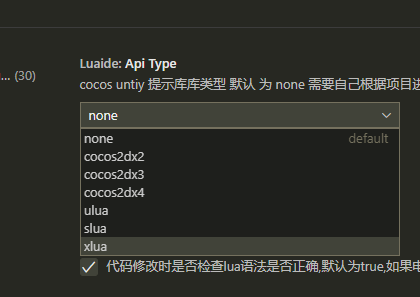 ... (30)
Luaide: Api Type
cocos untiy 提示库库类型 默认 为 none 需要自己根据项目进
none
none default
cocos2dx2
cocos2dx3
cocos2dx4
ulua
slua
xlua
代码修改时是否检查lua语法是否正确,默认为true,如果电